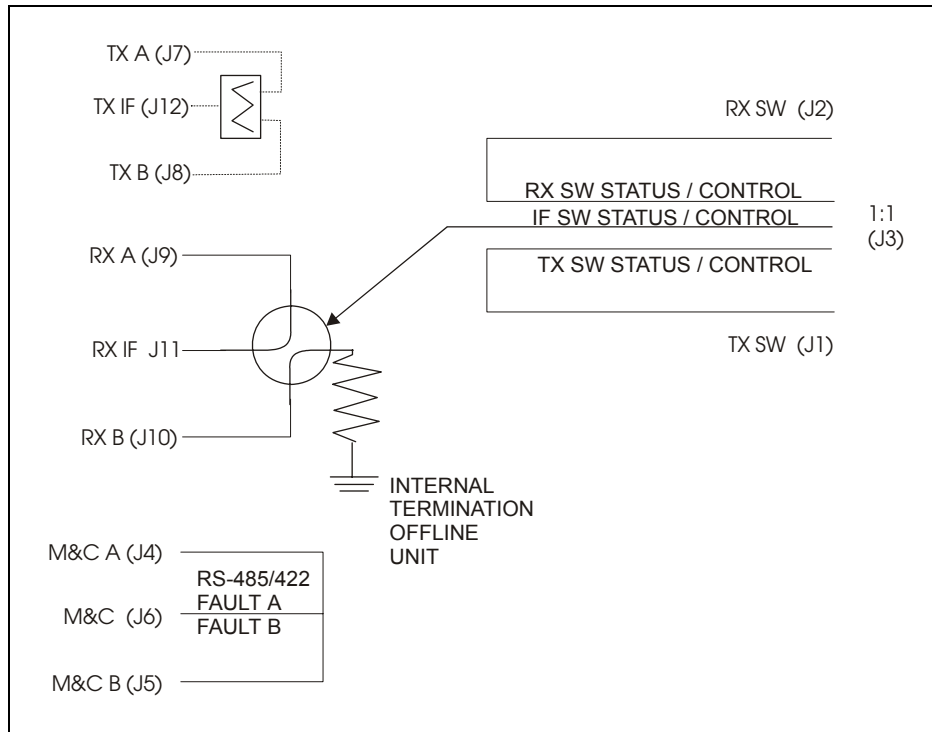 TX A (J7)
TX IF (J12)
TX B (J8)
RX SW (J2)
RX SW STATUS / CONTROL
IF SW STATUS / CONTROL
1:1
(J3)
TX SW STATUS / CONTROL
TX SW (J1)
RX A (J9)
RX IF J11
RX B (J10)
INTERNAL
TERMINATION
OFFLINE
UNIT
M&C A (J4)
RS-485/422
FAULT A
M&C (J6)
FAULT B
M&C B (J5)